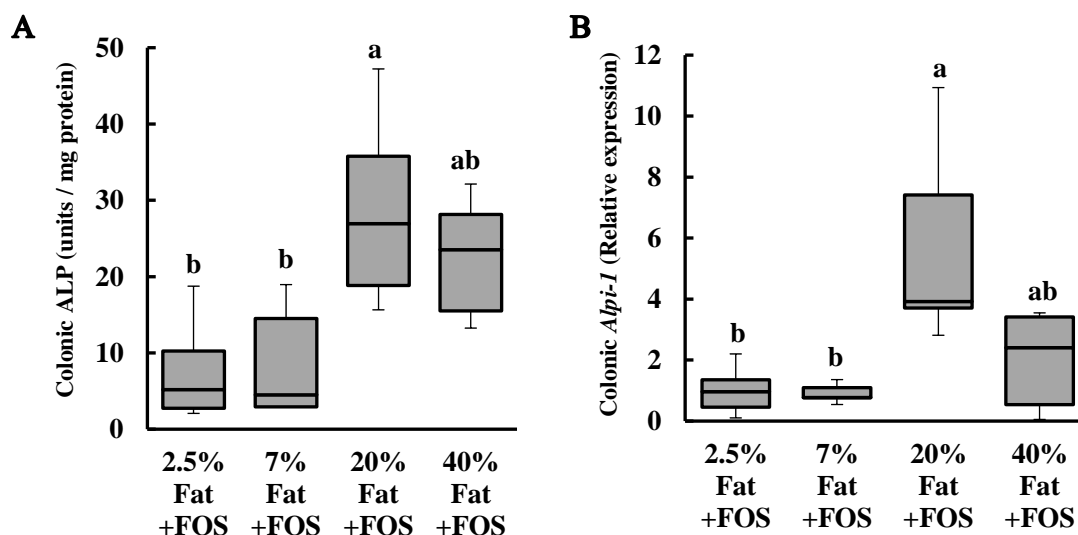 A
Colonic ALP (units / mg protein)
50
40
30
20
10
0
b
b
a
ab
2.5% 7% 20% 40%
Fat Fat Fat Fat
+FOS +FOS +FOS +FOS
B
Colonic Alpi-1 (Relative expression)
12
10
8
6
4
2
0
b
b
a
ab
2.5% 7% 20% 40%
Fat Fat Fat Fat
+FOS +FOS +FOS +FOS